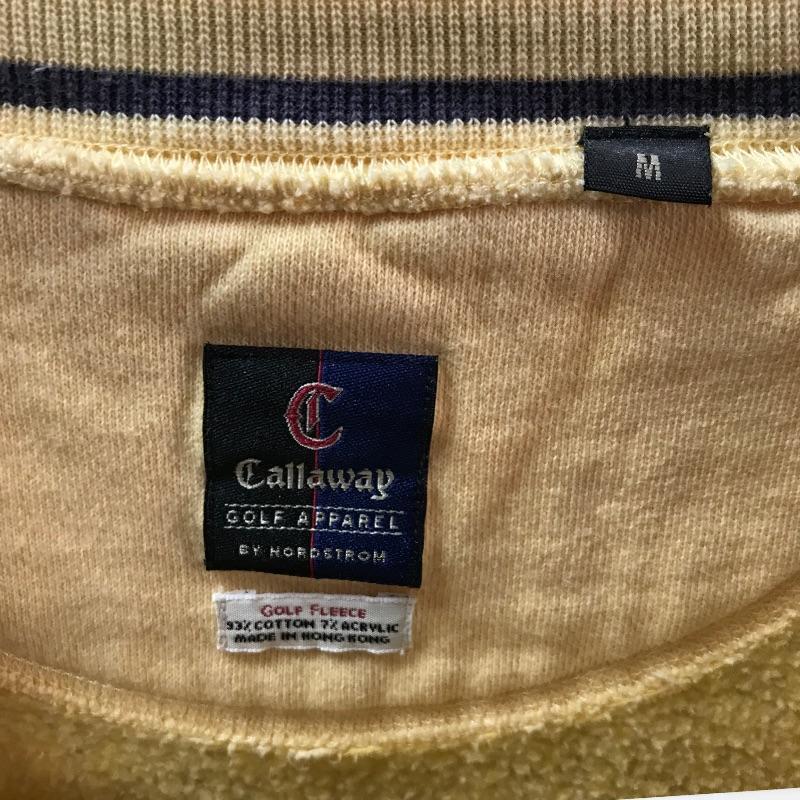 M
C
Callaway
GOLF APPAREL
BY NORDSTROM
GOLF FLEECE
93% COTTON 7% ACRYLIC
MADE IN HONG KONG